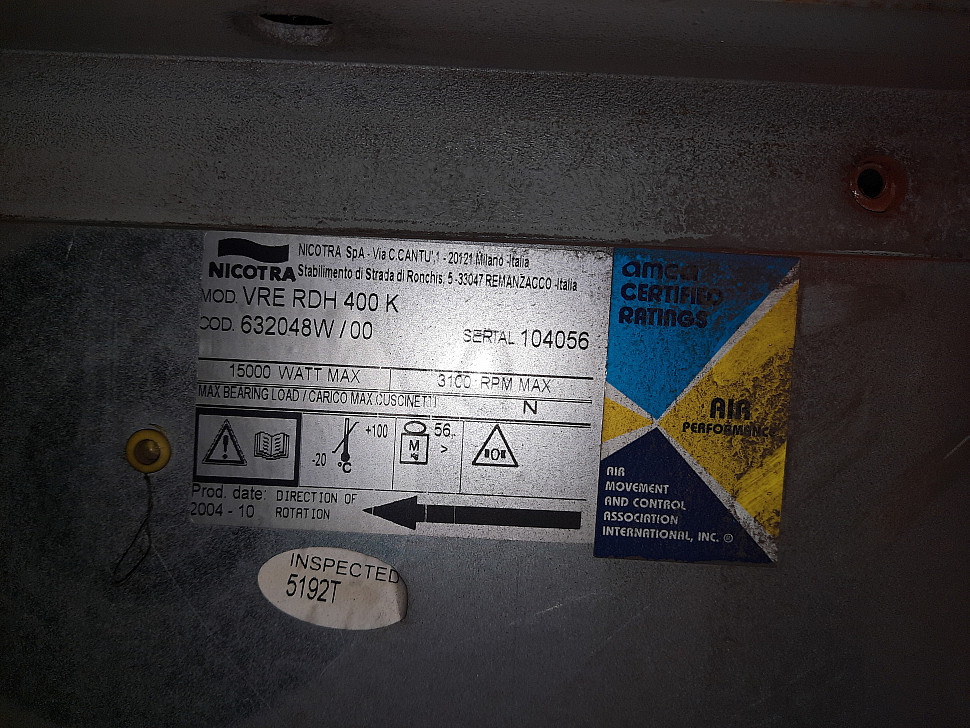 NICOTRA
NICOTRA SpA - Via C.CANTU',1 - 20121 Milano -Italia
Stabilimento di Strada di Ronchis, 5 -33047 REMANZACCO -Italia
MOD. VRE RDH 400 K
COD. 632048W / 00
SERIAL 104056
15000 WATT MAX
3100 RPM MAX
MAX BEARING LOAD / CARICO MAX CUSCINETTI
N
-20 °C +100
M kg
56
>
Prod. date:
2004 - 10
DIRECTION OF
ROTATION
amca
CERTIFIED
RATINGS
AIR
PERFORMANCE
AIR
MOVEMENT
AND CONTROL
ASSOCIATION
INTERNATIONAL, INC. ®
INSPECTED
5192T